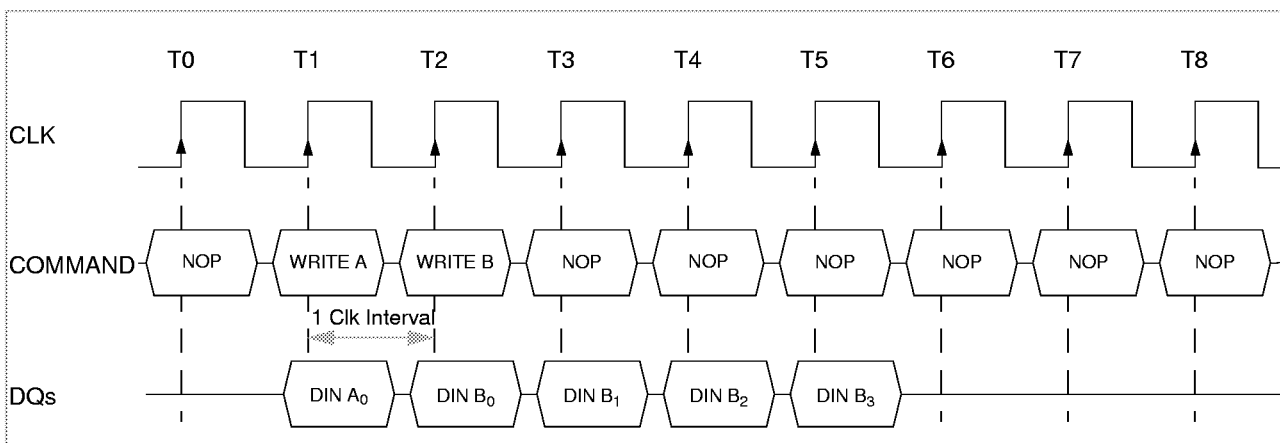 T0 T1 T2 T3 T4 T5 T6 T7 T8
CLK
COMMAND NOP WRITE A WRITE B NOP NOP NOP NOP NOP NOP
1 Clk Interval
DQs DIN A₀ DIN B₀ DIN B₁ DIN B₂ DIN B₃